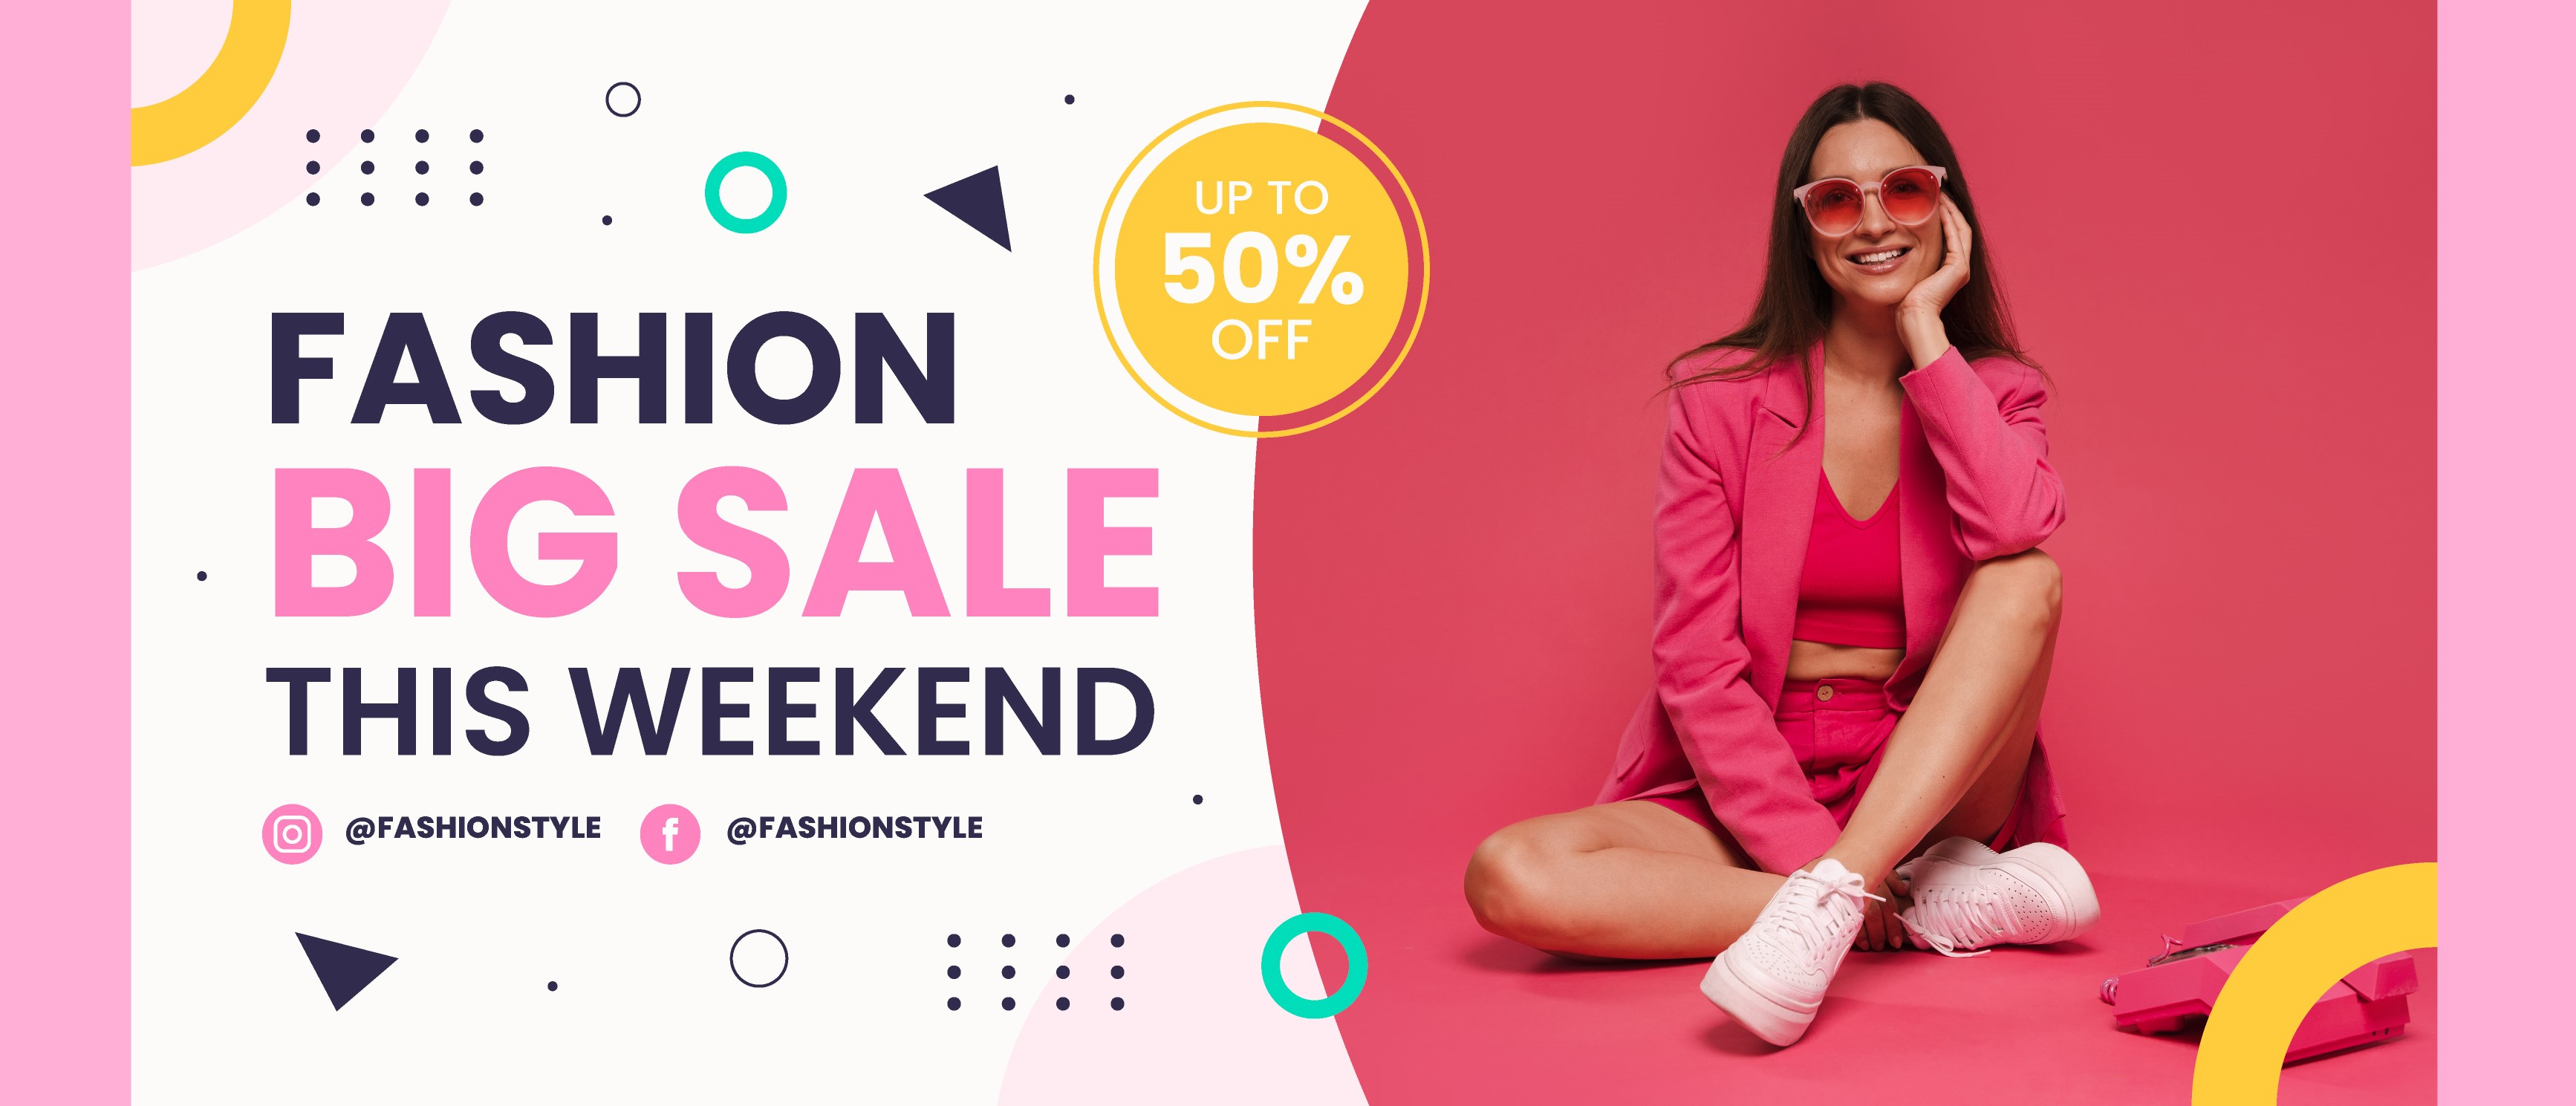 UP TO
50%
OFF
FASHION
BIG SALE
THIS WEEKEND
@FASHIONSTYLE
@FASHIONSTYLE